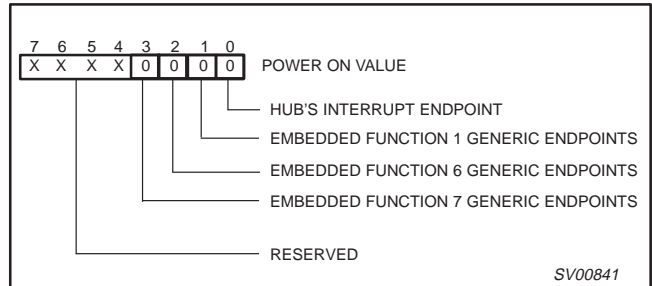 7 6 5 4 3 2 1 0
X X X X 0 0 0 0 POWER ON VALUE
HUB'S INTERRUPT ENDPOINT
EMBEDDED FUNCTION 1 GENERIC ENDPOINTS
EMBEDDED FUNCTION 6 GENERIC ENDPOINTS
EMBEDDED FUNCTION 7 GENERIC ENDPOINTS
RESERVED
SV00841